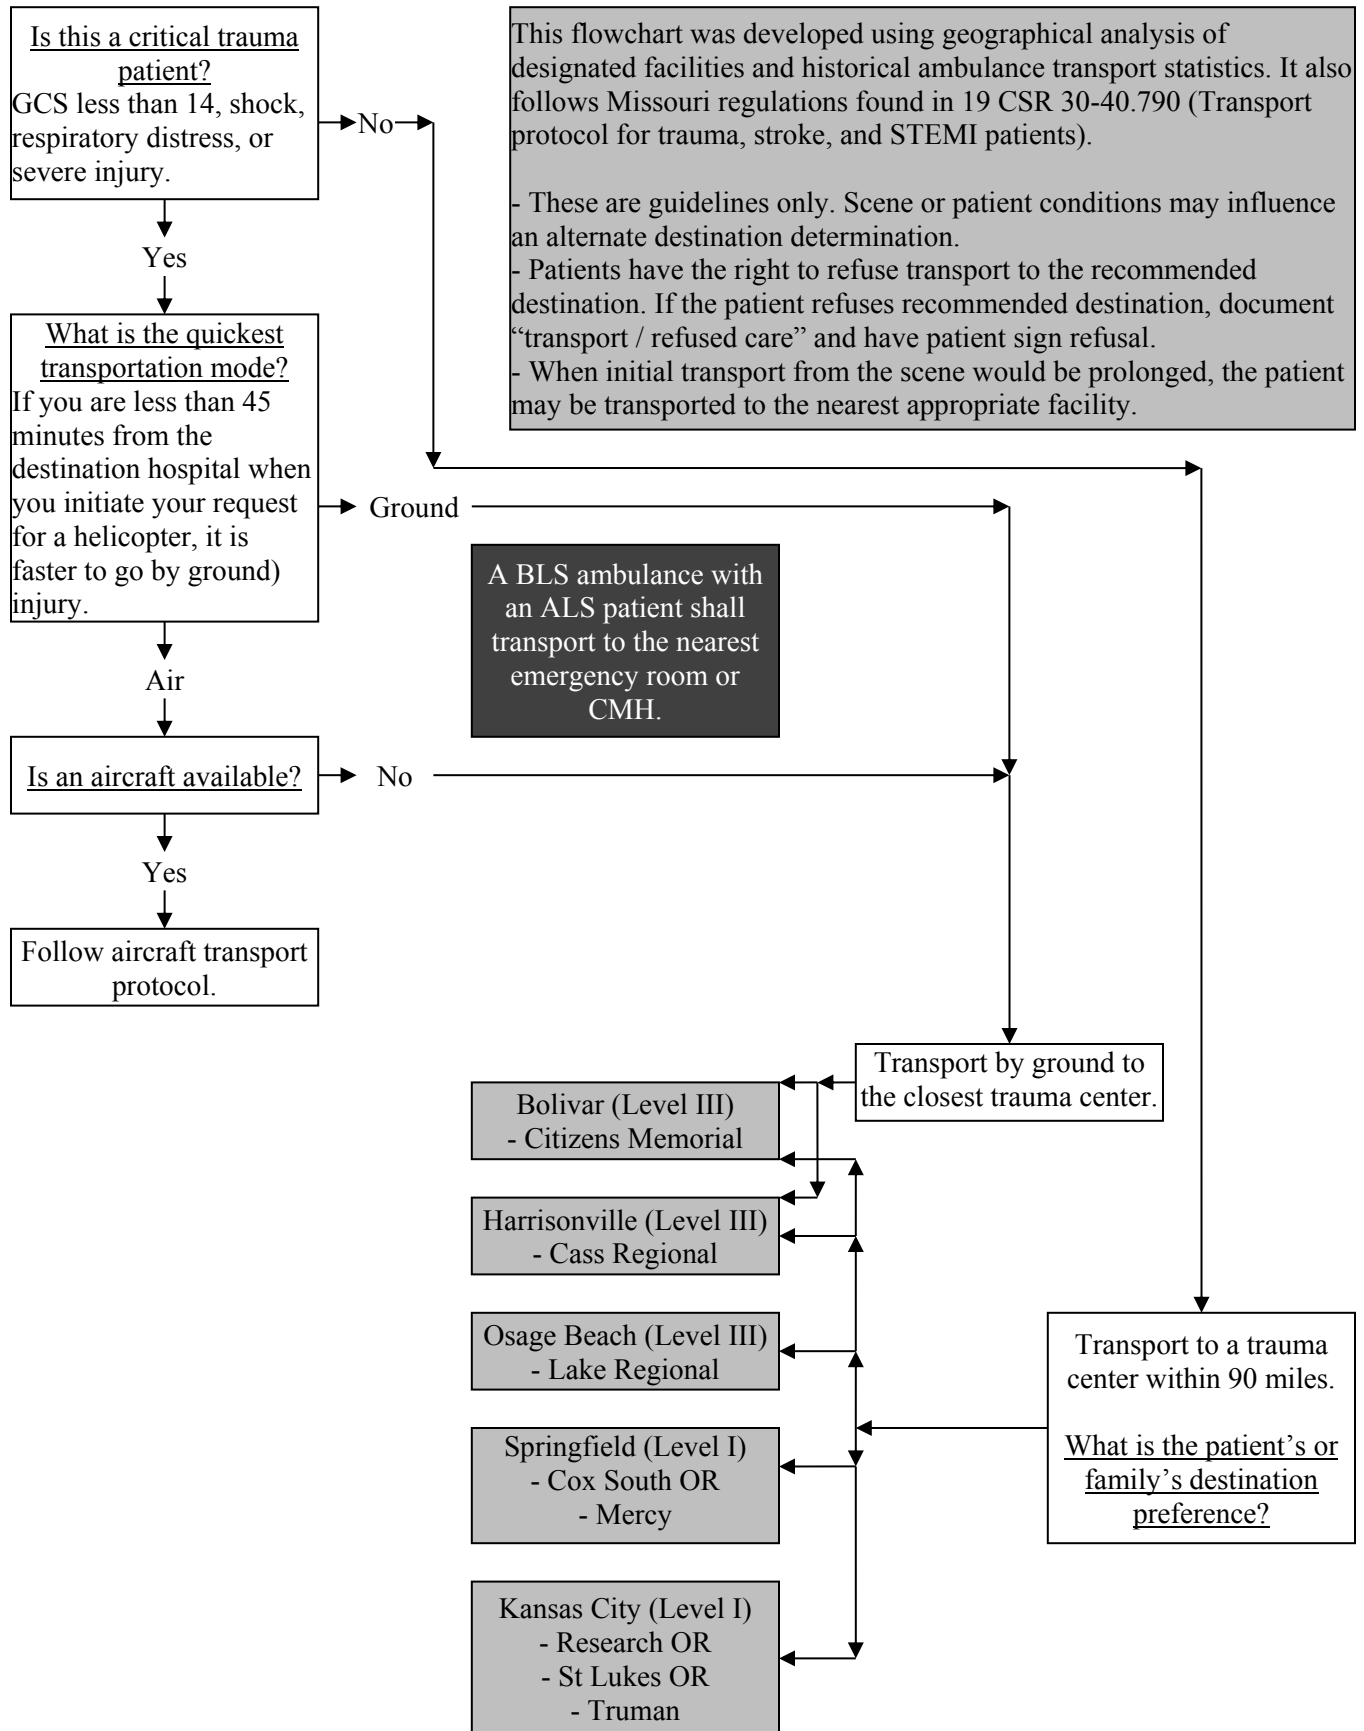 Is this a critical trauma
patient?
GCS less than 14, shock,
respiratory distress, or
severe injury.
No
This flowchart was developed using geographical analysis of
designated facilities and historical ambulance transport statistics. It also
follows Missouri regulations found in 19 CSR 30-40.790 (Transport
protocol for trauma, stroke, and STEMI patients).
- These are guidelines only. Scene or patient conditions may influence
an alternate destination determination.
- Patients have the right to refuse transport to the recommended
destination. If the patient refuses recommended destination, document
“transport / refused care” and have patient sign refusal.
- When initial transport from the scene would be prolonged, the patient
may be transported to the nearest appropriate facility.
Yes
What is the quickest
transportation mode?
If you are less than 45
minutes from the
destination hospital when
you initiate your request
for a helicopter, it is
faster to go by ground)
injury.
Ground
A BLS ambulance with
an ALS patient shall
transport to the nearest
emergency room or
CMH.
Air
Is an aircraft available?
No
Yes
Follow aircraft transport
protocol.
Transport by ground to
the closest trauma center.
Bolivar (Level III)
- Citizens Memorial
Harrisonville (Level III)
- Cass Regional
Osage Beach (Level III)
- Lake Regional
Springfield (Level I)
- Cox South OR
- Mercy
Kansas City (Level I)
- Research OR
- St Lukes OR
- Truman
Transport to a trauma
center within 90 miles.
What is the patient’s or
family’s destination
preference?